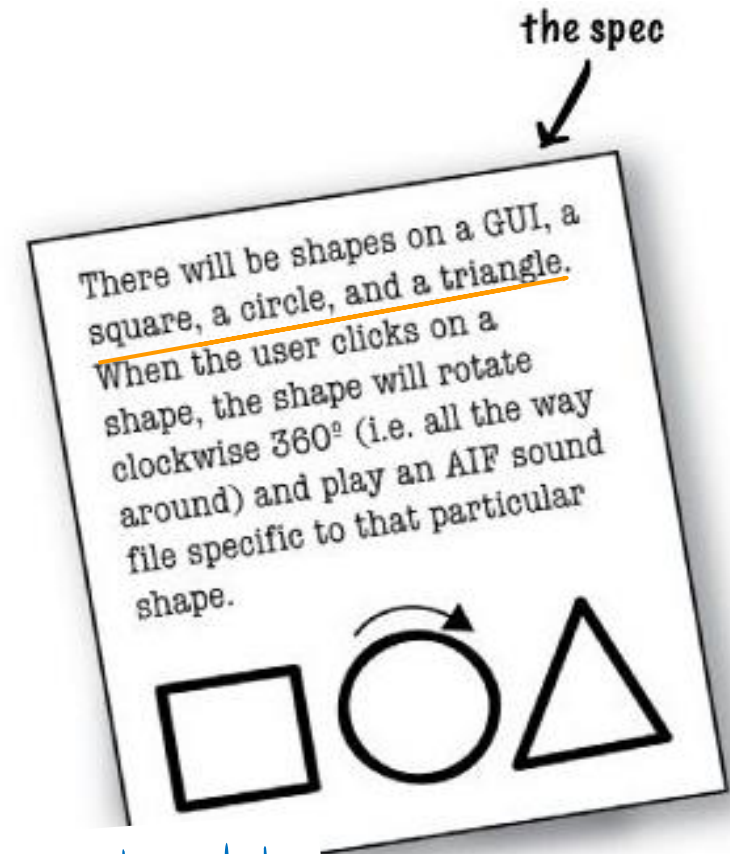 the spec
There will be shapes on a GUI, a
square, a circle, and a triangle.
When the user clicks on a
shape, the shape will rotate
clockwise 360º (i.e. all the way
around) and play an AIF sound
file specific to that particular
shape.